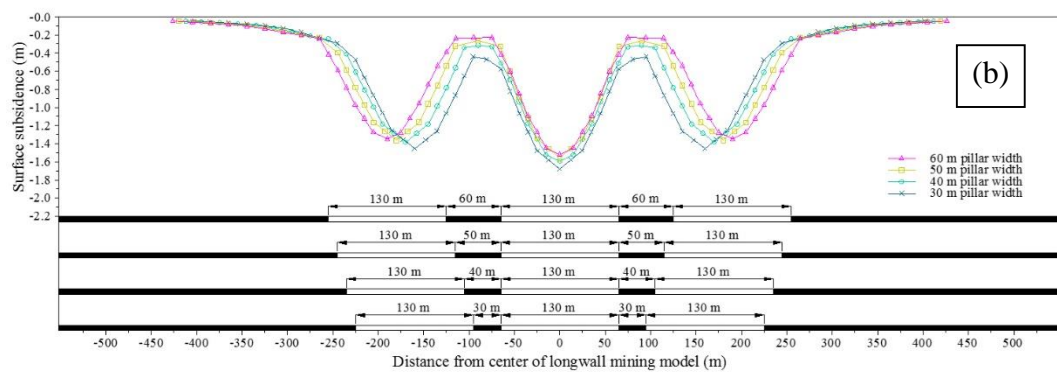 (b)
Surface subsidence (m)
-0.0
-0.2
-0.4
-0.6
-0.8
-1.0
-1.2
-1.4
-1.6
-1.8
-2.0
-2.2
60 m pillar width
50 m pillar width
40 m pillar width
30 m pillar width
130 m 60 m 130 m 60 m 130 m
130 m 50 m 130 m 50 m 130 m
130 m 40 m 130 m 40 m 130 m
130 m 30 m 130 m 30 m 130 m
-500 -450 -400 -350 -300 -250 -200 -150 -100 -50 0 50 100 150 200 250 300 350 400 450 500
Distance from center of longwall mining model (m)